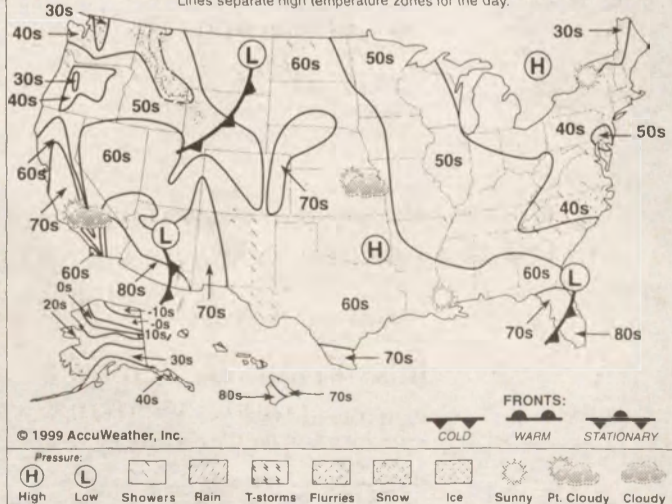 Lines separate high temperature zones for the day.
30s
40s
30s
L
60s
50s
H
30s
40s
50s
40s
50s
60s
60s
50s
70s
70s
40s
L
H
60s
L
60s
80s
70s
60s
70s
80s
0s
-10s
20s
-0s
10s
30s
70s
40s
80s
70s
FRONTS:
© 1999 AccuWeather, Inc.
COLD WARM STATIONARY
Pressure:
H L
High Low Showers Rain T-storms Flurries Snow Ice Sunny Pt. Cloudy Cloudy